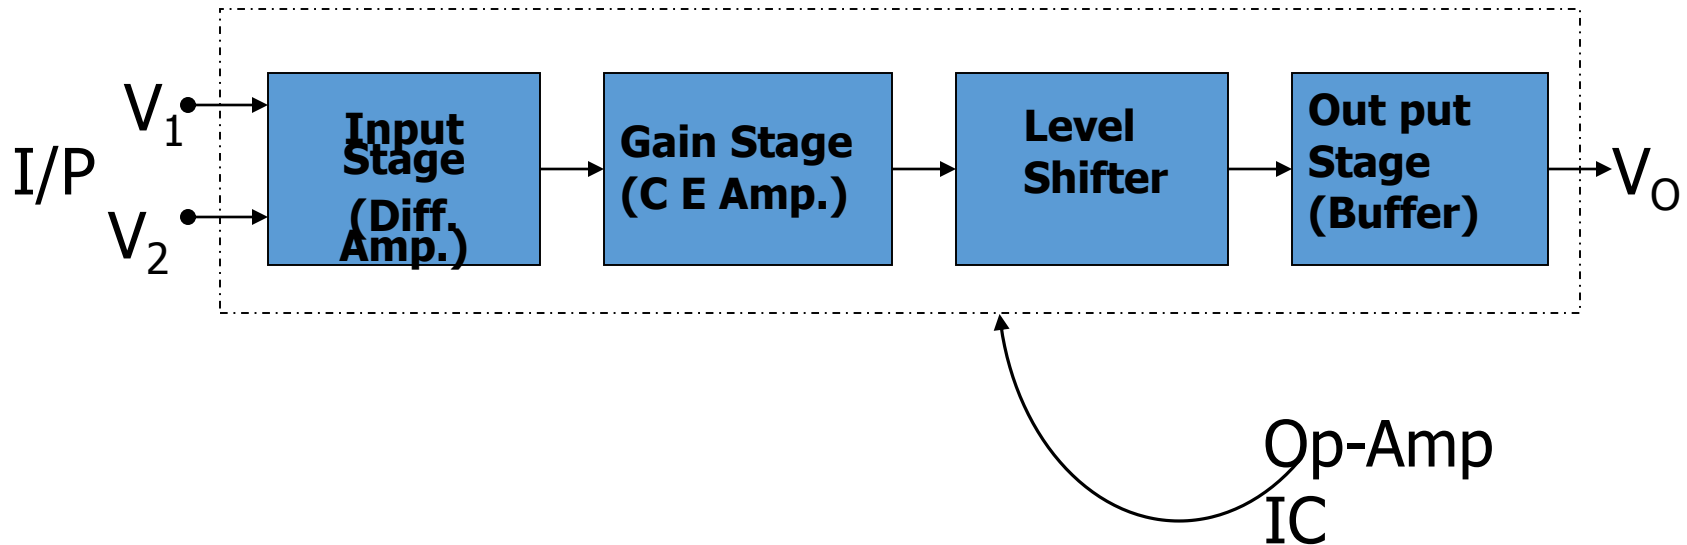 I/P
V1
V2
Input
Stage
(Diff.
Amp.)
Gain Stage
(C E Amp.)
Level
Shifter
Out put
Stage
(Buffer)
VO
Op-Amp
IC